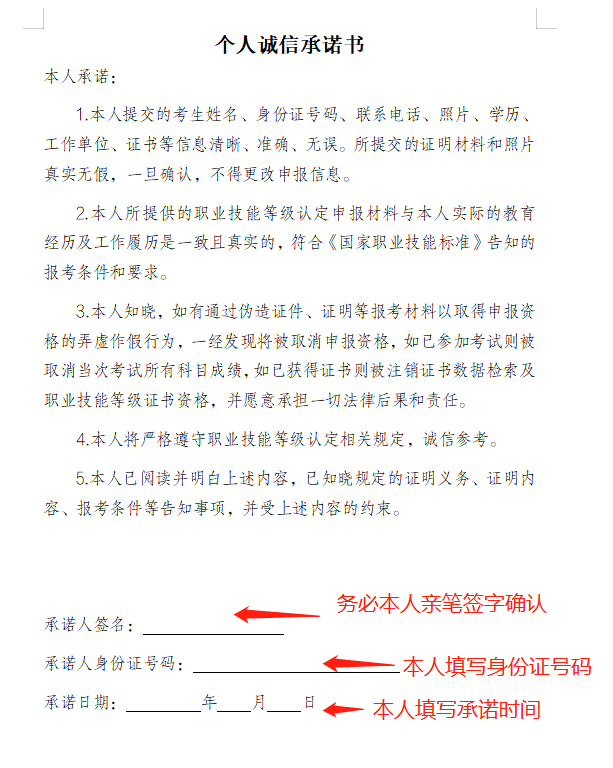 个人诚信承诺书
本人承诺：
1.本人提交的考生姓名、身份证号码、联系电话、照片、学历、
工作单位、证书等信息清晰、准确、无误。所提交的证明材料和照片
真实无假，一旦确认，不得更改申报信息。
2.本人所提供的职业技能等级认定申报材料与本人实际的教育
经历及工作履历是一致且真实的，符合《国家职业技能标准》告知的
报考条件和要求。
3.本人知晓，如有通过伪造证件、证明等报考材料以取得申报资
格的弄虚作假行为，一经发现将被取消申报资格，如已参加考试则被
取消当次考试所有科目成绩，如已获得证书则被注销证书数据检索及
职业技能等级证书资格，并愿意承担一切法律后果和责任。
4.本人将严格遵守职业技能等级认定相关规定，诚信参考。
5.本人已阅读并明白上述内容，已知晓规定的证明义务、证明内
容、报考条件等告知事项，并受上述内容的约束。
务必本人亲笔签字确认
承诺人签名：
承诺人身份证号码： 本人填写身份证号码
承诺日期： 年 月 日 本人填写承诺时间